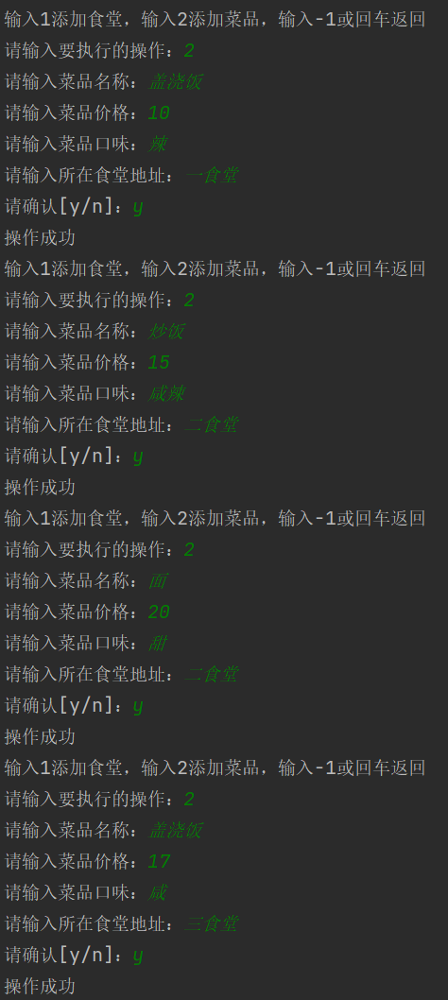 输入1添加食堂，输入2添加菜品，输入-1或回车返回
请输入要执行的操作：2
请输入菜品名称：盖浇饭
请输入菜品价格：10
请输入菜品口味：辣
请输入所在食堂地址：一食堂
请确认[y/n]：y
操作成功
输入1添加食堂，输入2添加菜品，输入-1或回车返回
请输入要执行的操作：2
请输入菜品名称：炒饭
请输入菜品价格：15
请输入菜品口味：咸辣
请输入所在食堂地址：二食堂
请确认[y/n]：y
操作成功
输入1添加食堂，输入2添加菜品，输入-1或回车返回
请输入要执行的操作：2
请输入菜品名称：面
请输入菜品价格：20
请输入菜品口味：甜
请输入所在食堂地址：二食堂
请确认[y/n]：y
操作成功
输入1添加食堂，输入2添加菜品，输入-1或回车返回
请输入要执行的操作：2
请输入菜品名称：盖浇饭
请输入菜品价格：17
请输入菜品口味：咸
请输入所在食堂地址：三食堂
请确认[y/n]：y
操作成功